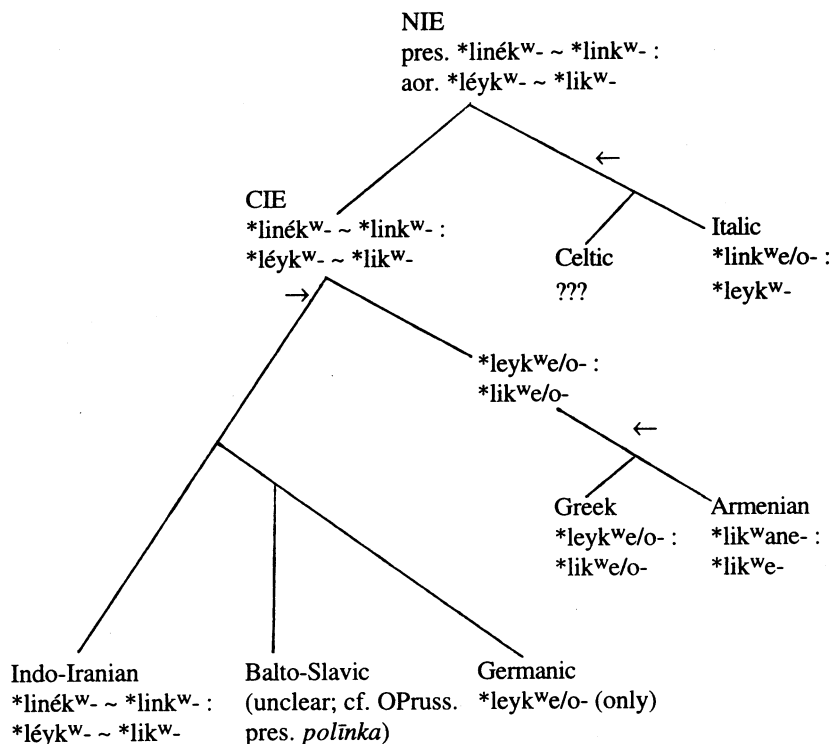 NIE
pres. *linékʷ- ~ *linkʷ- :
aor. *léykʷ- ~ *likʷ-
←
CIE
*linékʷ- ~ *linkʷ- :
*léykʷ- ~ *likʷ-
→
Celtic
???
Italic
*linkʷe/o- :
*leykʷ-
*leykʷe/o- :
*likʷe/o-
←
Greek
*leykʷe/o- :
*likʷe/o-
Armenian
*likʷane- :
*likʷe-
Indo-Iranian
*linékʷ- ~ *linkʷ- :
*léykʷ- ~ *likʷ-
Balto-Slavic
(unclear; cf. OPruss.
pres. polīnka)
Germanic
*leykʷe/o- (only)